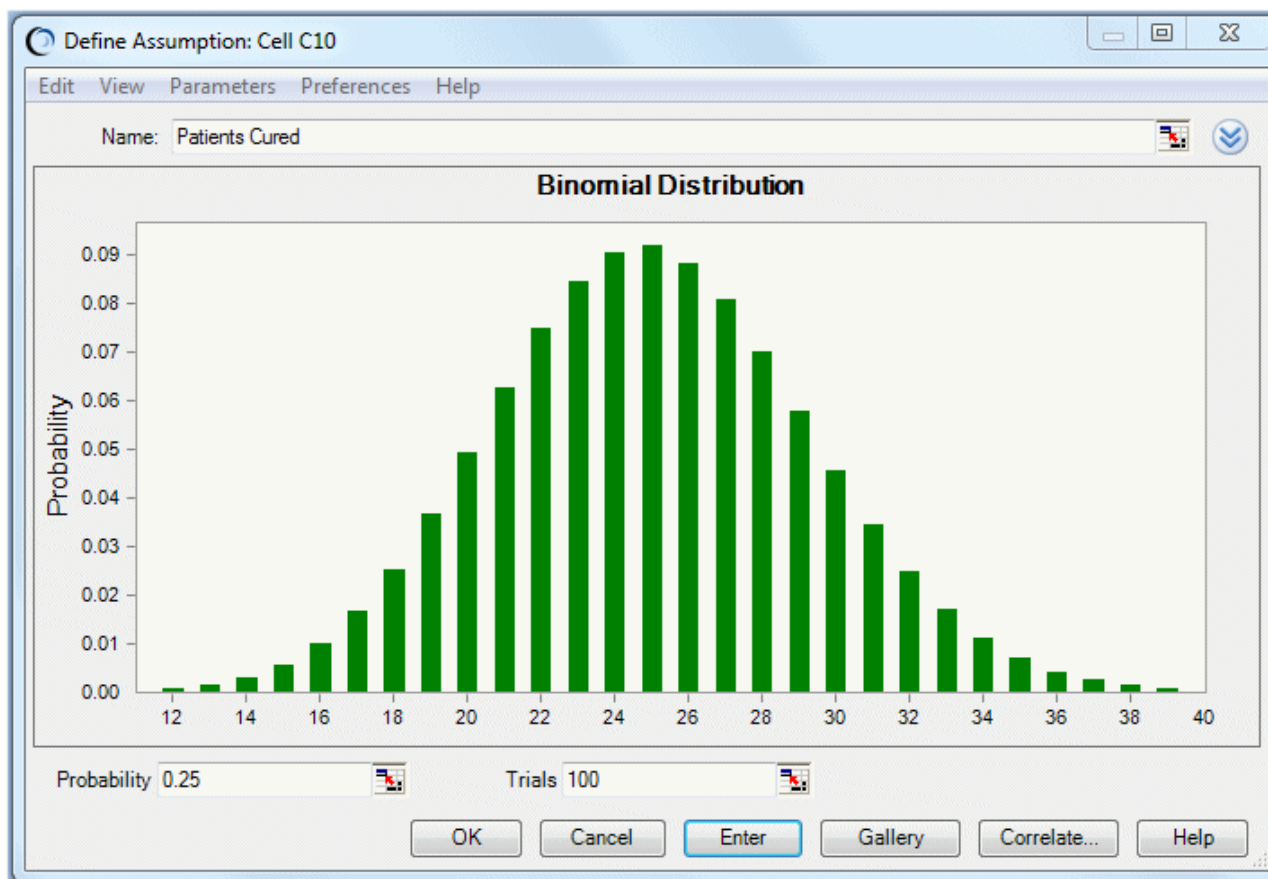 Define Assumption: Cell C10
Edit View Parameters Preferences Help
Name: Patients Cured
Binomial Distribution
Probability
0.09
0.08
0.07
0.06
0.05
0.04
0.03
0.02
0.01
0.00
12 14 16 18 20 22 24 26 28 30 32 34 36 38 40
Probability 0.25 Trials 100
OK Cancel Enter Gallery Correlate... Help